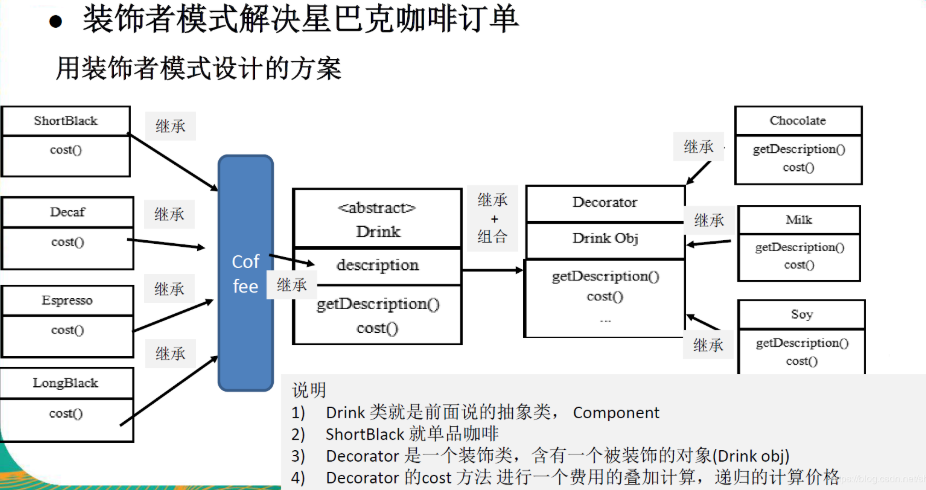 ● 装饰者模式解决星巴克咖啡订单
用装饰者模式设计的方案
ShortBlack
cost()
继承
Decaf
cost()
继承
Espresso
cost()
继承
LongBlack
cost()
继承
Cof
fee
继承
<abstract>
Drink
description
getDescription()
cost()
继承
+
组合
Decorator
Drink Obj
getDescription()
cost()
...
继承
Chocolate
getDescription()
cost()
继承
Milk
getDescription()
cost()
继承
Soy
getDescription()
cost()
说明
1) Drink 类就是前面说的抽象类， Component
2) ShortBlack 就单品咖啡
3) Decorator 是一个装饰类，含有一个被装饰的对象(Drink obj)
4) Decorator 的cost 方法 进行一个费用的叠加计算，递归的计算价格